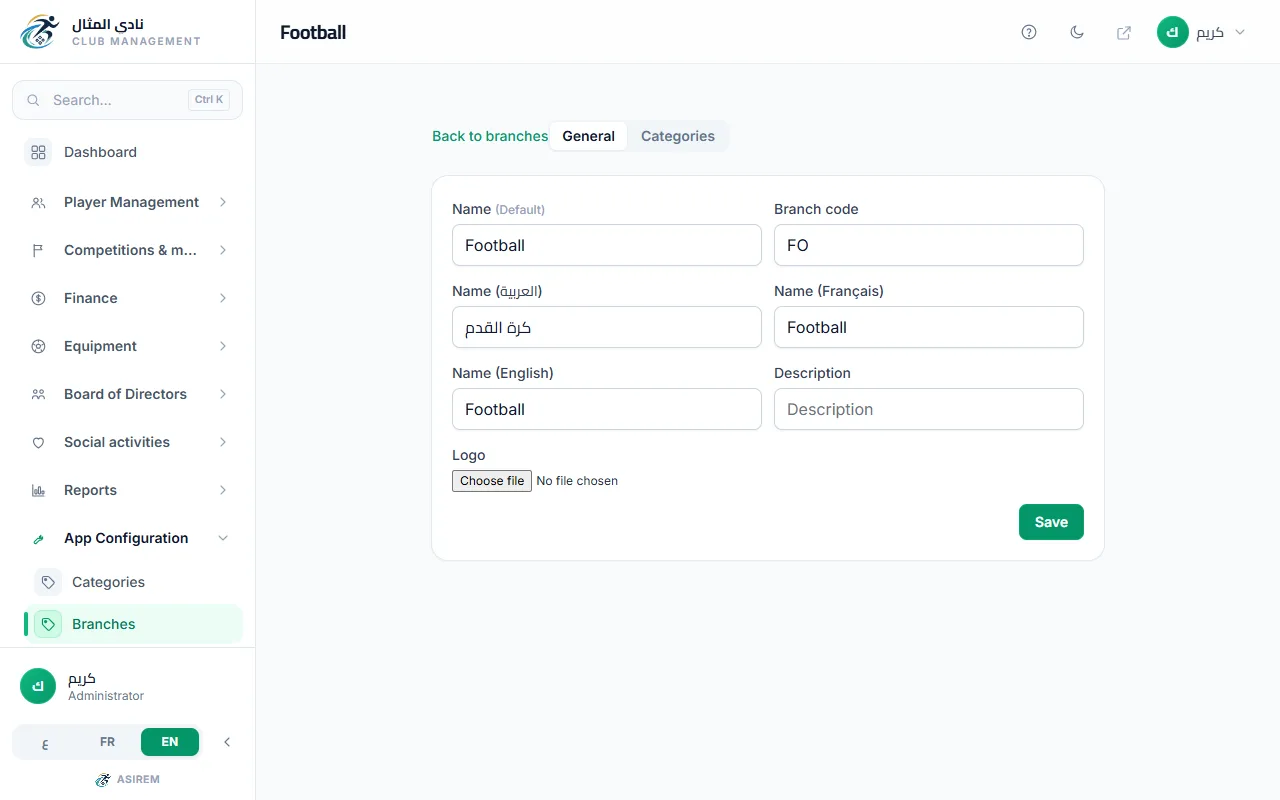 نادي المثال
CLUB MANAGEMENT
Football
ك
كريم
Search...
Ctrl K
Dashboard
Player Management
Competitions & m...
Finance
Equipment
Board of Directors
Social activities
Reports
App Configuration
Categories
Branches
ك
كريم
Administrator
ع
FR
EN
ASIREM
Back to branches
General
Categories
Name (Default)
Branch code
Football
FO
Name (العربية)
Name (Français)
كرة القدم
Football
Name (English)
Description
Football
Description
Logo
Choose file No file chosen
Save